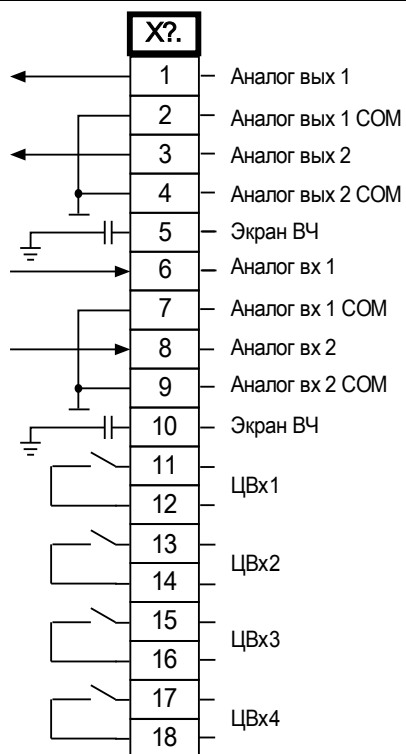 X?.
1 Аналог вых 1
2 Аналог вых 1 COM
3 Аналог вых 2
4 Аналог вых 2 COM
5 Экран ВЧ
6 Аналог вх 1
7 Аналог вх 1 COM
8 Аналог вх 2
9 Аналог вх 2 COM
10 Экран ВЧ
11
ЦВх1
12
13
ЦВх2
14
15
ЦВх3
16
17
ЦВх4
18